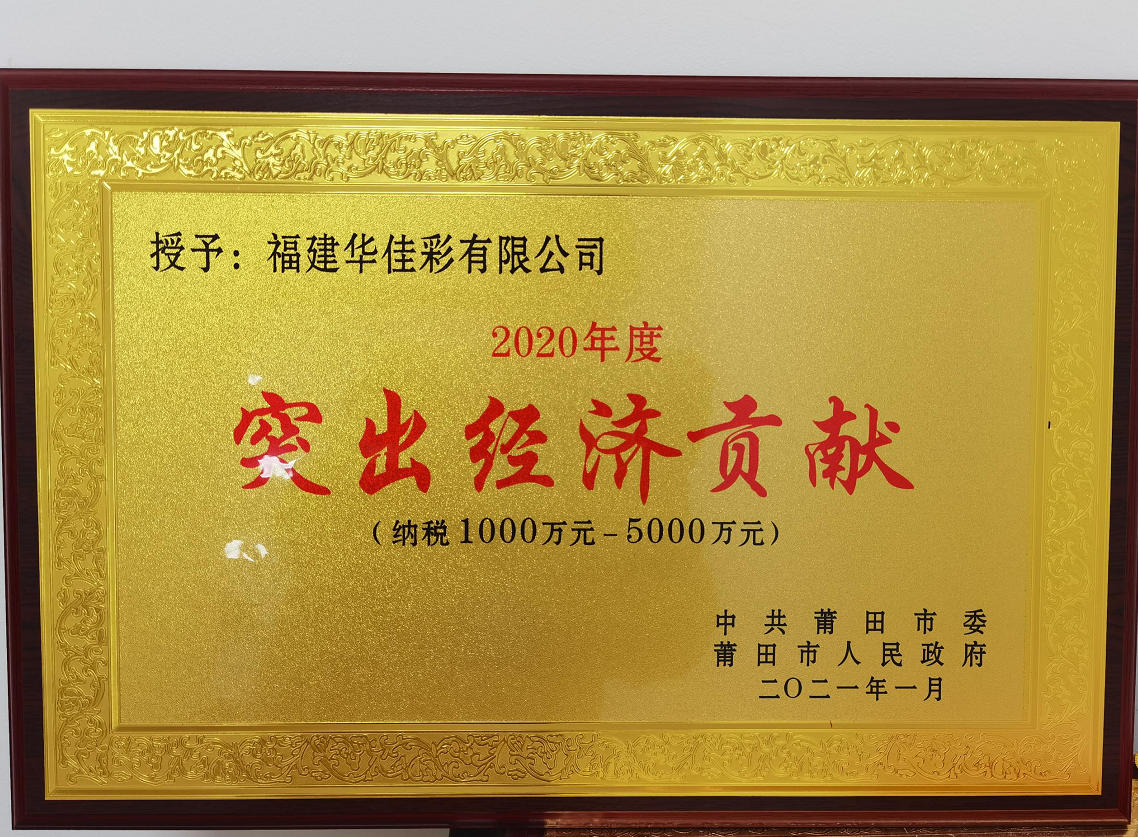 授予：福建华佳彩有限公司
2020年度
突出经济贡献
（纳税1000万元-5000万元）
中共莆田市委
莆田市人民政府
二〇二一年一月